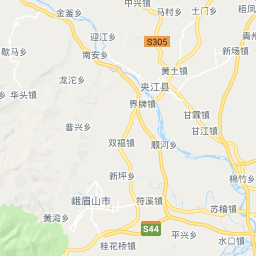 中兴镇
土门乡
梧凤
金釜乡
马村乡
迎江乡
S305
新场镇
歇马乡
南安乡
黄土镇
龙沱乡
夹江县
青州
华头镇
界牌镇
甘霖镇
普兴乡
甘江镇
双福镇
顺河乡
新坪乡
棉竹乡
峨眉山市
符溪镇
苏稽镇
黄湾乡
S44
平兴乡
水口镇
桂花桥镇